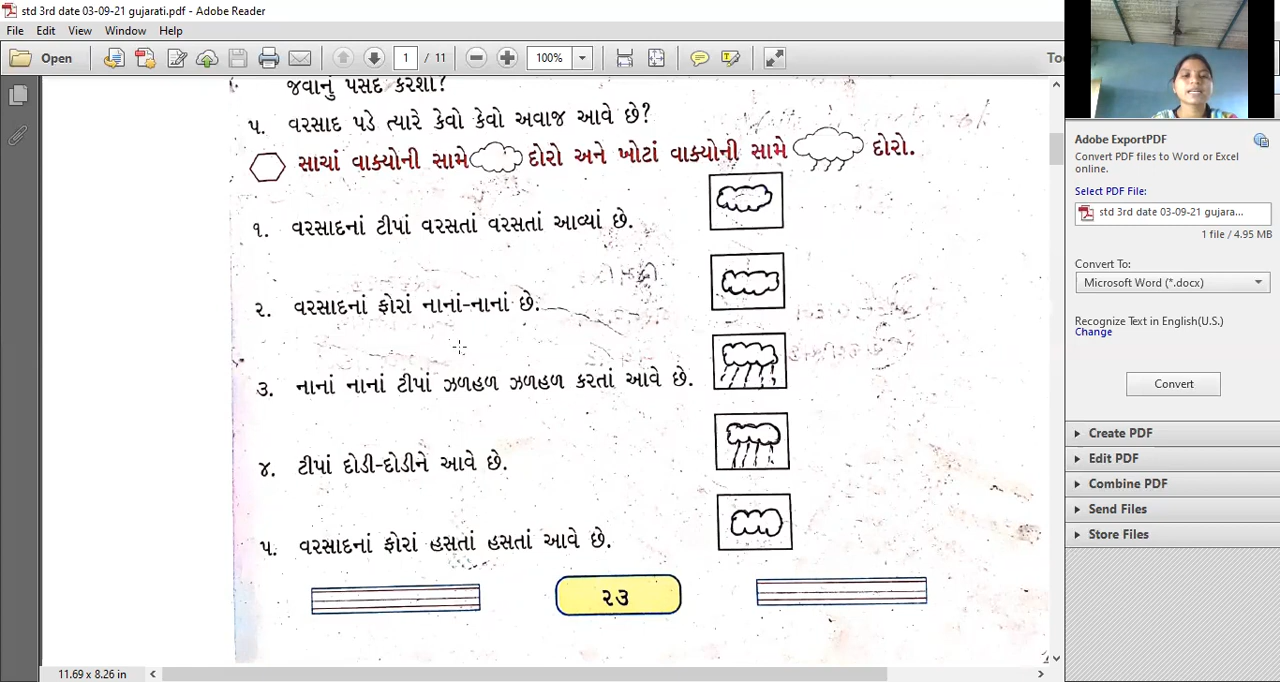 std 3rd date 03-09-21 gujarati.pdf - Adobe Reader
File Edit View Window Help
Open 1 / 11 100%
જવાનું પસંદ કરશો?
૫. વરસાદ પડે ત્યારે કેવો કેવો અવાજ આવે છે?
સાચાં વાક્યોની સામે દોરો અને ખોટાં વાક્યોની સામે દોરો.
૧. વરસાદનાં ટીપાં વરસતાં વરસતાં આવ્યાં છે.
૨. વરસાદનાં ફોરાં નાનાં-નાનાં છે.
૩. નાનાં નાનાં ટીપાં ઝળહળ ઝળહળ કરતાં આવે છે.
૪. ટીપાં દોડી-દોડીને આવે છે.
૫. વરસાદનાં ફોરાં હસતાં હસતાં આવે છે.
૨૩
11.69 x 8.26 in
Adobe ExportPDF
Convert PDF files to Word or Excel
online.
Select PDF File:
std 3rd date 03-09-21 gujara...
1 file / 4.95 MB
Convert To:
Microsoft Word (*.docx)
Recognize Text in English(U.S.)
Change
Convert
Create PDF
Edit PDF
Combine PDF
Send Files
Store Files